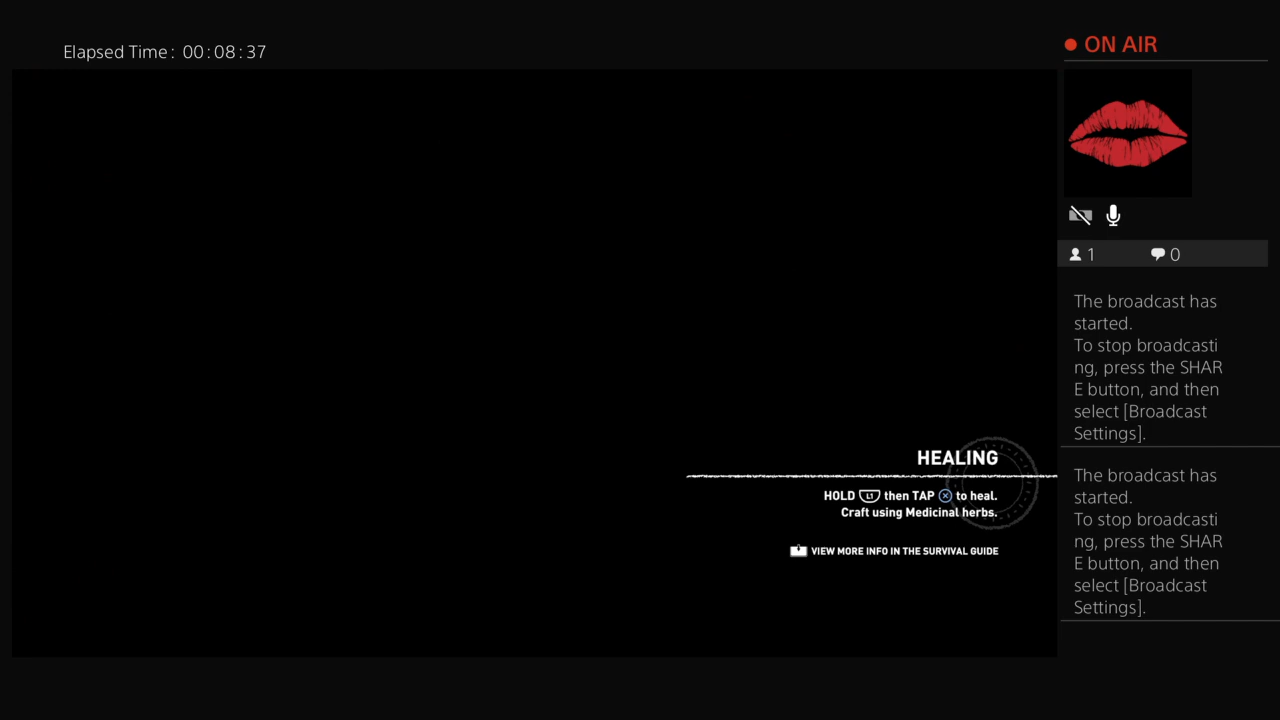 Elapsed Time: 00:08:37
ON AIR
1 0
The broadcast has
started.
To stop broadcasti
ng, press the SHAR
E button, and then
select [Broadcast
Settings].
The broadcast has
started.
To stop broadcasti
ng, press the SHAR
E button, and then
select [Broadcast
Settings].
HEALING
HOLD L1 then TAP ⓧ to heal.
Craft using Medicinal herbs.
VIEW MORE INFO IN THE SURVIVAL GUIDE